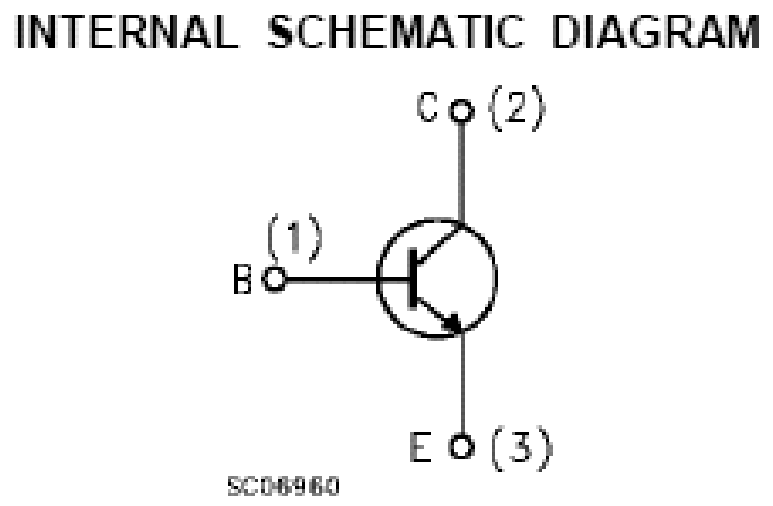 INTERNAL SCHEMATIC DIAGRAM
C (2)
(1)
B
E (3)
SC06960